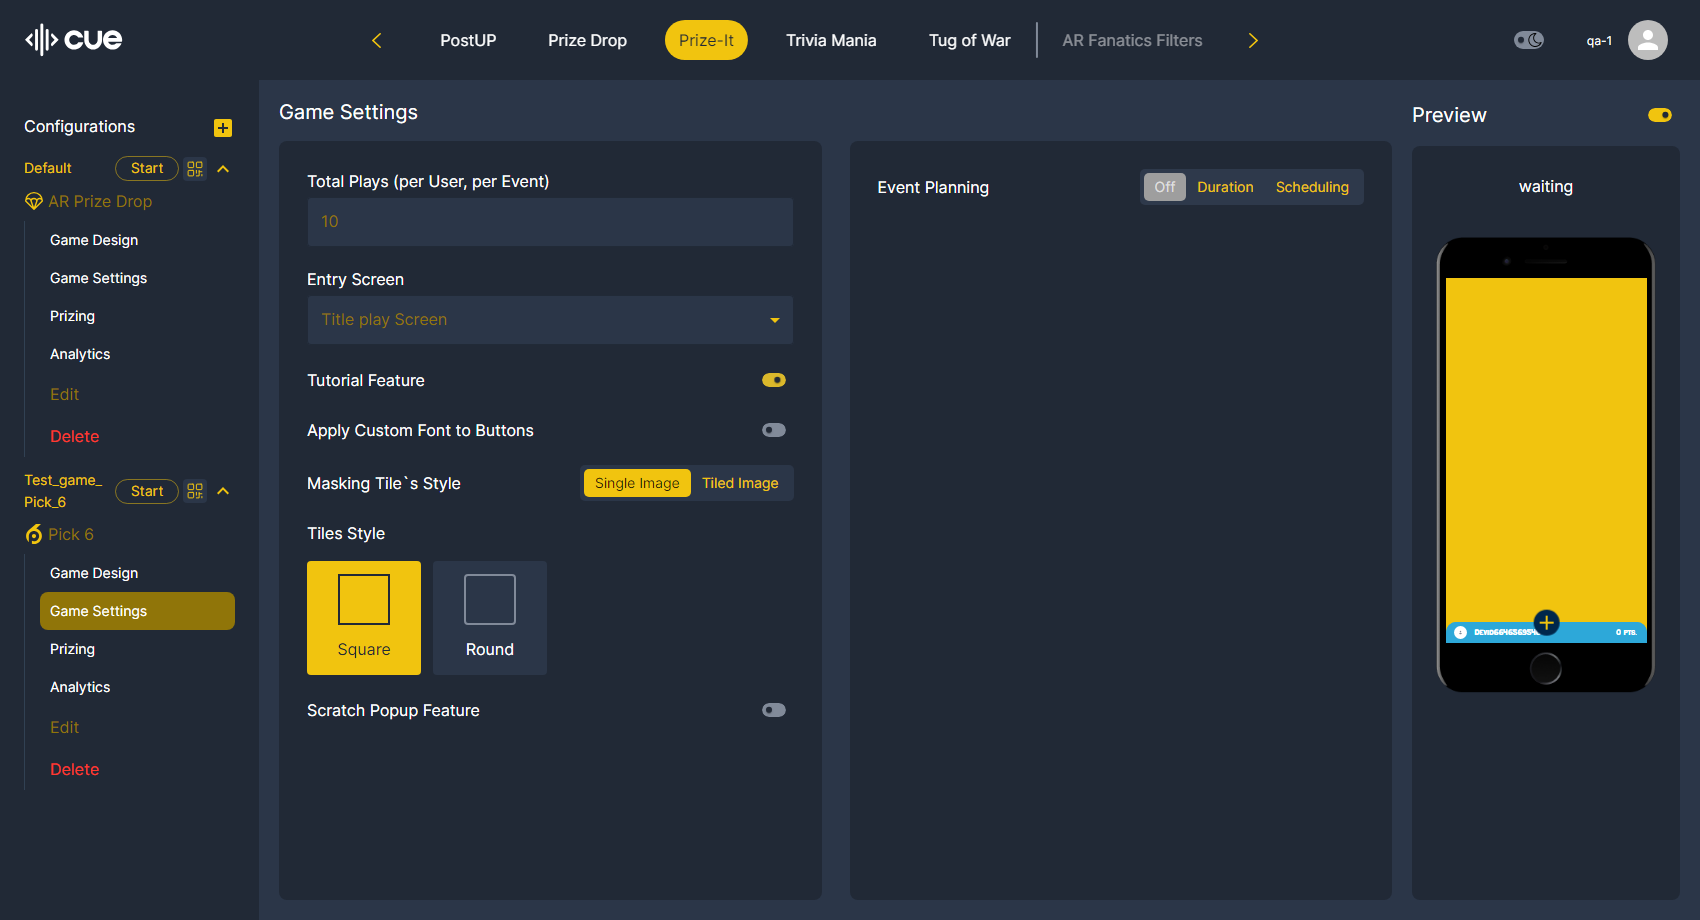 cue
PostUP
Prize Drop
Prize-It
Trivia Mania
Tug of War
AR Fanatics Filters
qa-1
Configurations
Default
Start
AR Prize Drop
Game Design
Game Settings
Prizing
Analytics
Edit
Delete
Test_game_
Pick_6
Start
Pick 6
Game Design
Game Settings
Prizing
Analytics
Edit
Delete
Game Settings
Total Plays (per User, per Event)
10
Entry Screen
Title play Screen
Tutorial Feature
Apply Custom Font to Buttons
Masking Tile`s Style
Single Image
Tiled Image
Tiles Style
Square
Round
Scratch Popup Feature
Event Planning
Off
Duration
Scheduling
Preview
waiting
0 PTS.